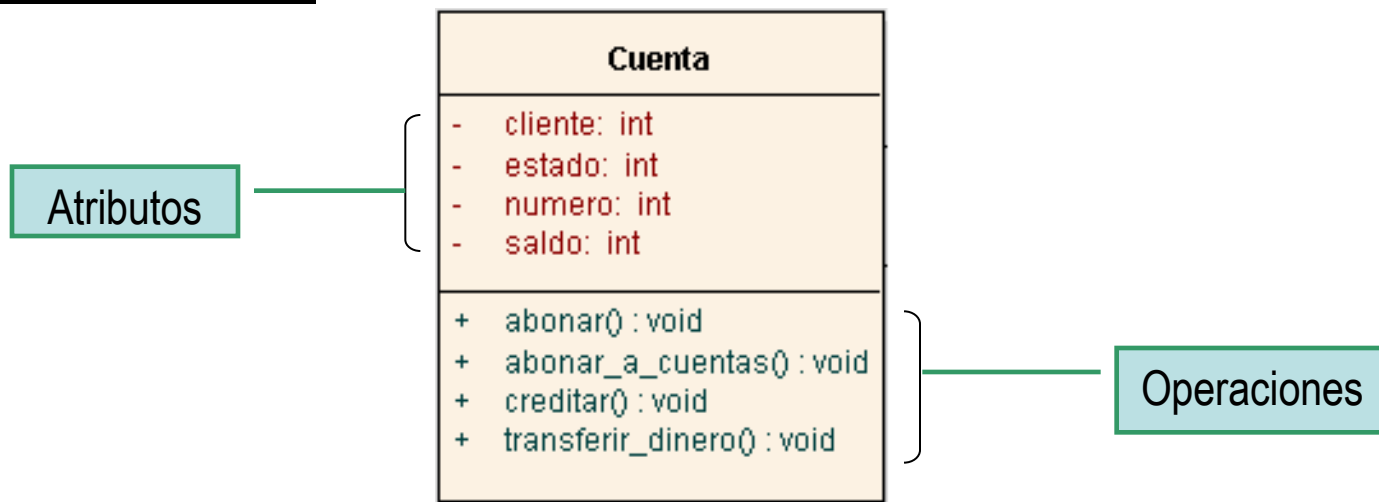 Cuenta
- cliente: int
- estado: int
- numero: int
- saldo: int
Atributos
+ abonar() : void
+ abonar_a_cuentas() : void
+ creditar() : void
+ transferir_dinero() : void
Operaciones